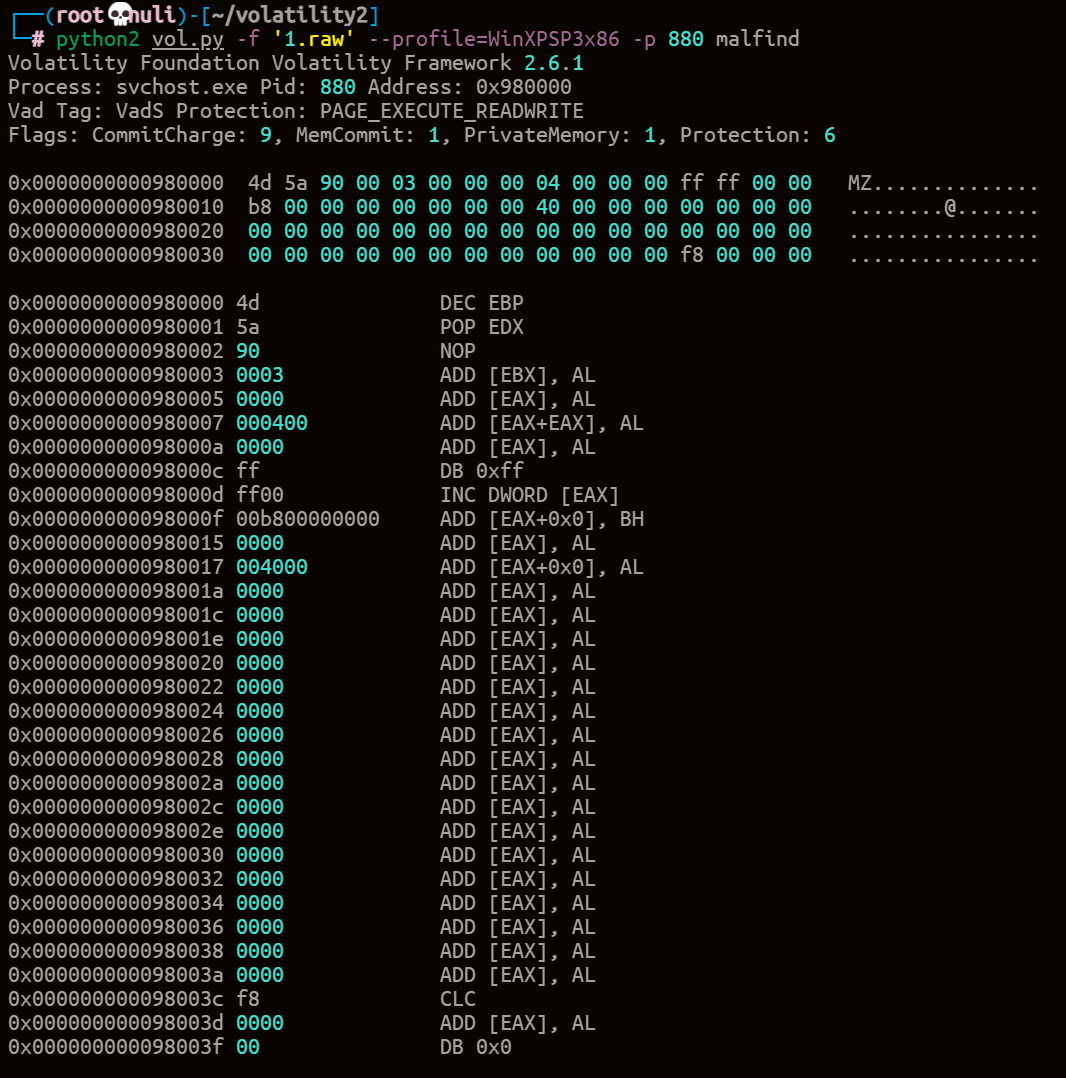 ┌──(root💀nuli)-[~/volatility2]
└─# python2 vol.py -f '1.raw' --profile=WinXPSP3x86 -p 880 malfind
Volatility Foundation Volatility Framework 2.6.1
Process: svchost.exe Pid: 880 Address: 0x980000
Vad Tag: VadS Protection: PAGE_EXECUTE_READWRITE
Flags: CommitCharge: 9, MemCommit: 1, PrivateMemory: 1, Protection: 6
0x0000000000980000  4d 5a 90 00 03 00 00 00 04 00 00 00 ff ff 00 00   MZ..............
0x0000000000980010  b8 00 00 00 00 00 00 00 40 00 00 00 00 00 00 00   ........@.......
0x0000000000980020  00 00 00 00 00 00 00 00 00 00 00 00 00 00 00 00   ................
0x0000000000980030  00 00 00 00 00 00 00 00 00 00 00 00 f8 00 00 00   ................
0x0000000000980000 4d               DEC EBP
0x0000000000980001 5a               POP EDX
0x0000000000980002 90               NOP
0x0000000000980003 0003             ADD [EBX], AL
0x0000000000980005 0000             ADD [EAX], AL
0x0000000000980007 000400           ADD [EAX+EAX], AL
0x000000000098000a 0000             ADD [EAX], AL
0x000000000098000c ff               DB 0xff
0x000000000098000d ff00             INC DWORD [EAX]
0x000000000098000f 00b800000000     ADD [EAX+0x0], BH
0x0000000000980015 0000             ADD [EAX], AL
0x0000000000980017 004000           ADD [EAX+0x0], AL
0x000000000098001a 0000             ADD [EAX], AL
0x000000000098001c 0000             ADD [EAX], AL
0x000000000098001e 0000             ADD [EAX], AL
0x0000000000980020 0000             ADD [EAX], AL
0x0000000000980022 0000             ADD [EAX], AL
0x0000000000980024 0000             ADD [EAX], AL
0x0000000000980026 0000             ADD [EAX], AL
0x0000000000980028 0000             ADD [EAX], AL
0x000000000098002a 0000             ADD [EAX], AL
0x000000000098002c 0000             ADD [EAX], AL
0x000000000098002e 0000             ADD [EAX], AL
0x0000000000980030 0000             ADD [EAX], AL
0x0000000000980032 0000             ADD [EAX], AL
0x0000000000980034 0000             ADD [EAX], AL
0x0000000000980036 0000             ADD [EAX], AL
0x0000000000980038 0000             ADD [EAX], AL
0x000000000098003a 0000             ADD [EAX], AL
0x000000000098003c f8               CLC
0x000000000098003d 0000             ADD [EAX], AL
0x000000000098003f 00               DB 0x0